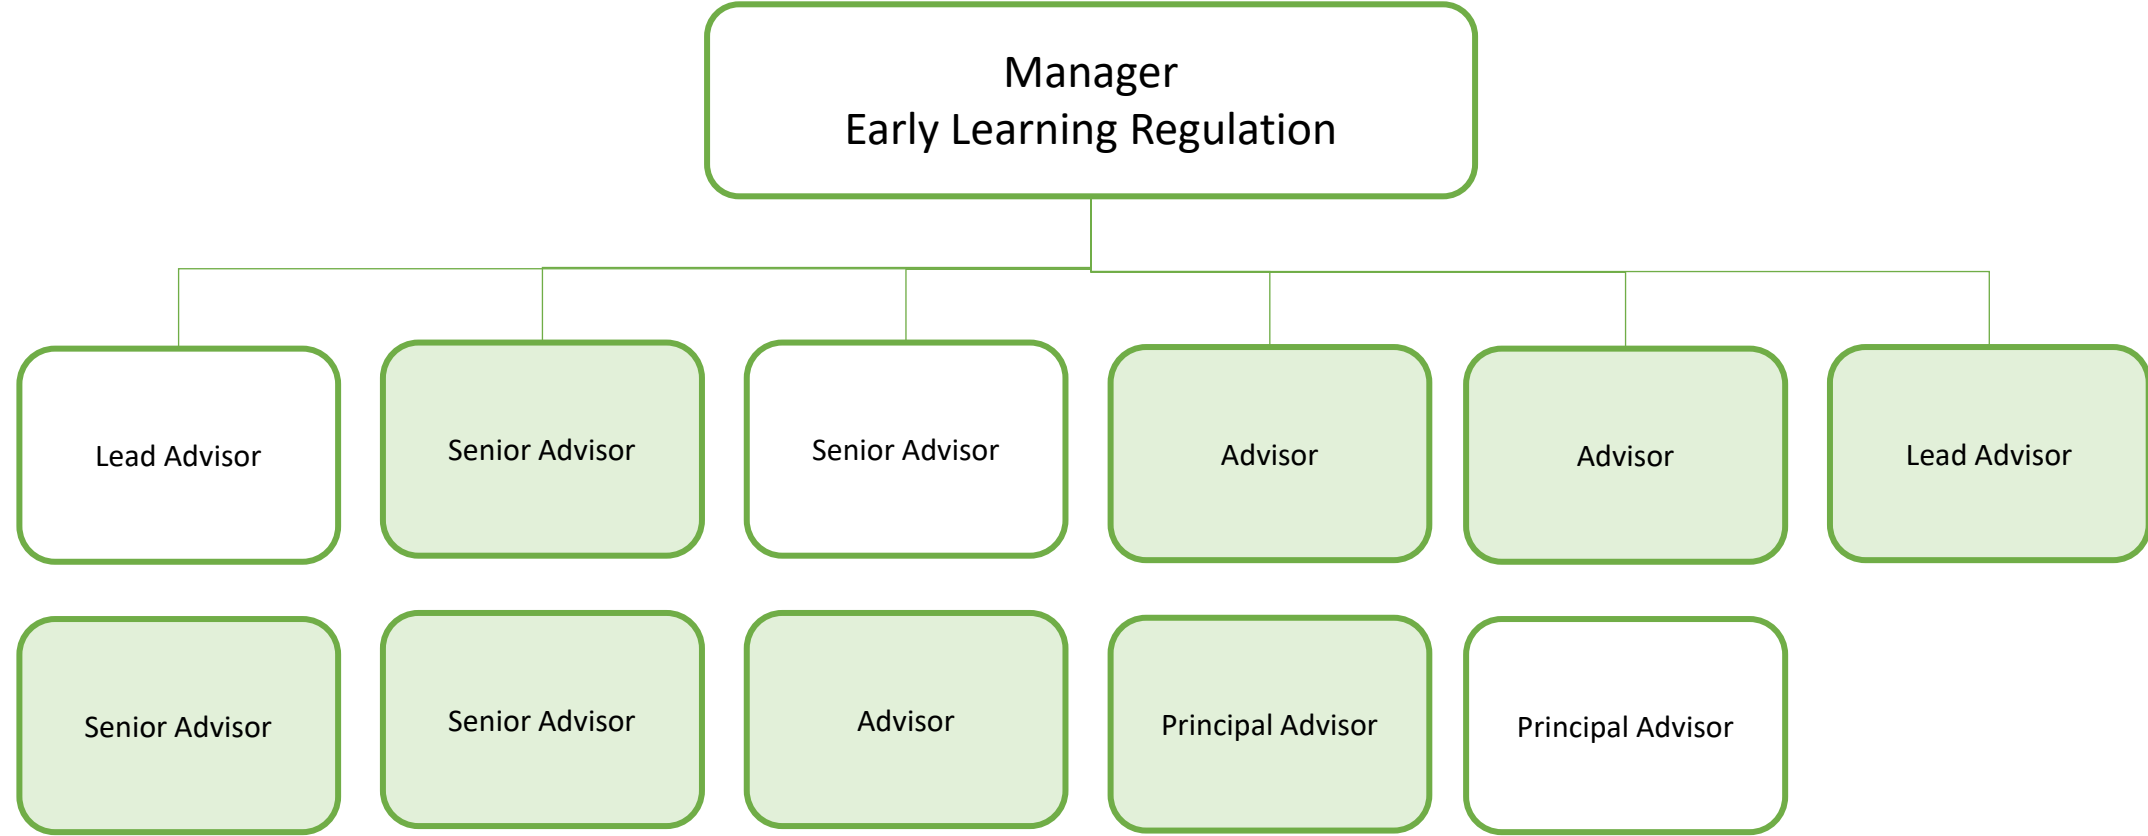 Manager
Early Learning Regulation
Lead Advisor
Senior Advisor
Senior Advisor
Advisor
Advisor
Lead Advisor
Senior Advisor
Senior Advisor
Advisor
Principal Advisor
Principal Advisor